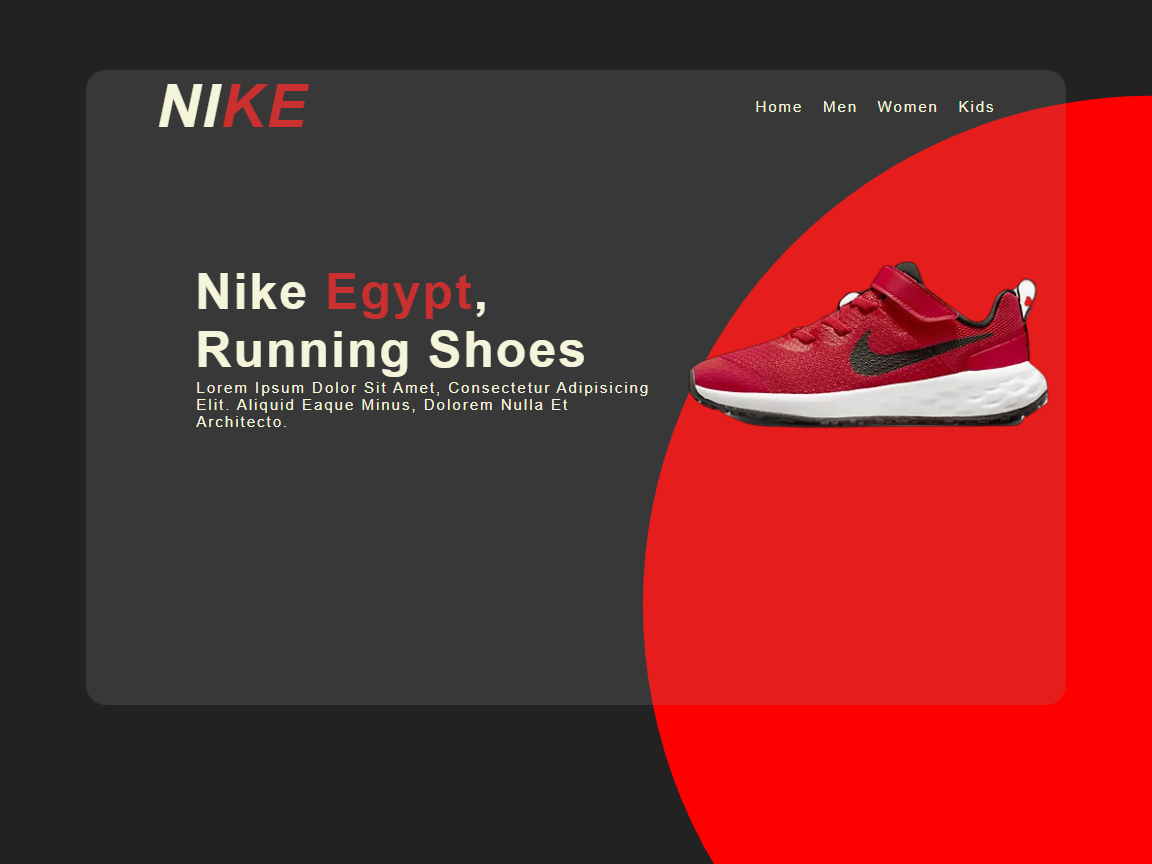 NIKE
Home Men Women Kids
Nike Egypt,
Running Shoes
Lorem Ipsum Dolor Sit Amet, Consectetur Adipisicing
Elit. Aliquid Eaque Minus, Dolorem Nulla Et
Architecto.